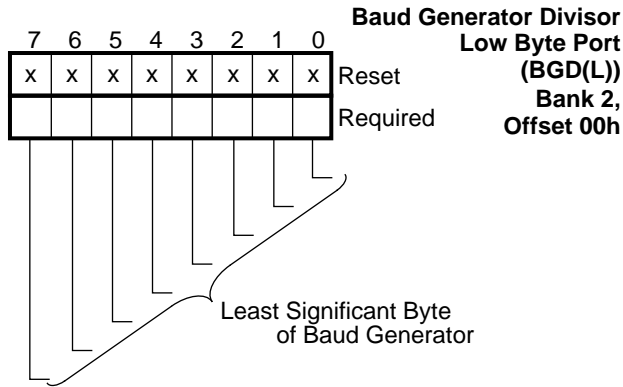 Baud Generator Divisor
Low Byte Port
(BGD(L))
Bank 2,
Offset 00h
7 6 5 4 3 2 1 0
x x x x x x x x Reset
Required
Least Significant Byte
of Baud Generator